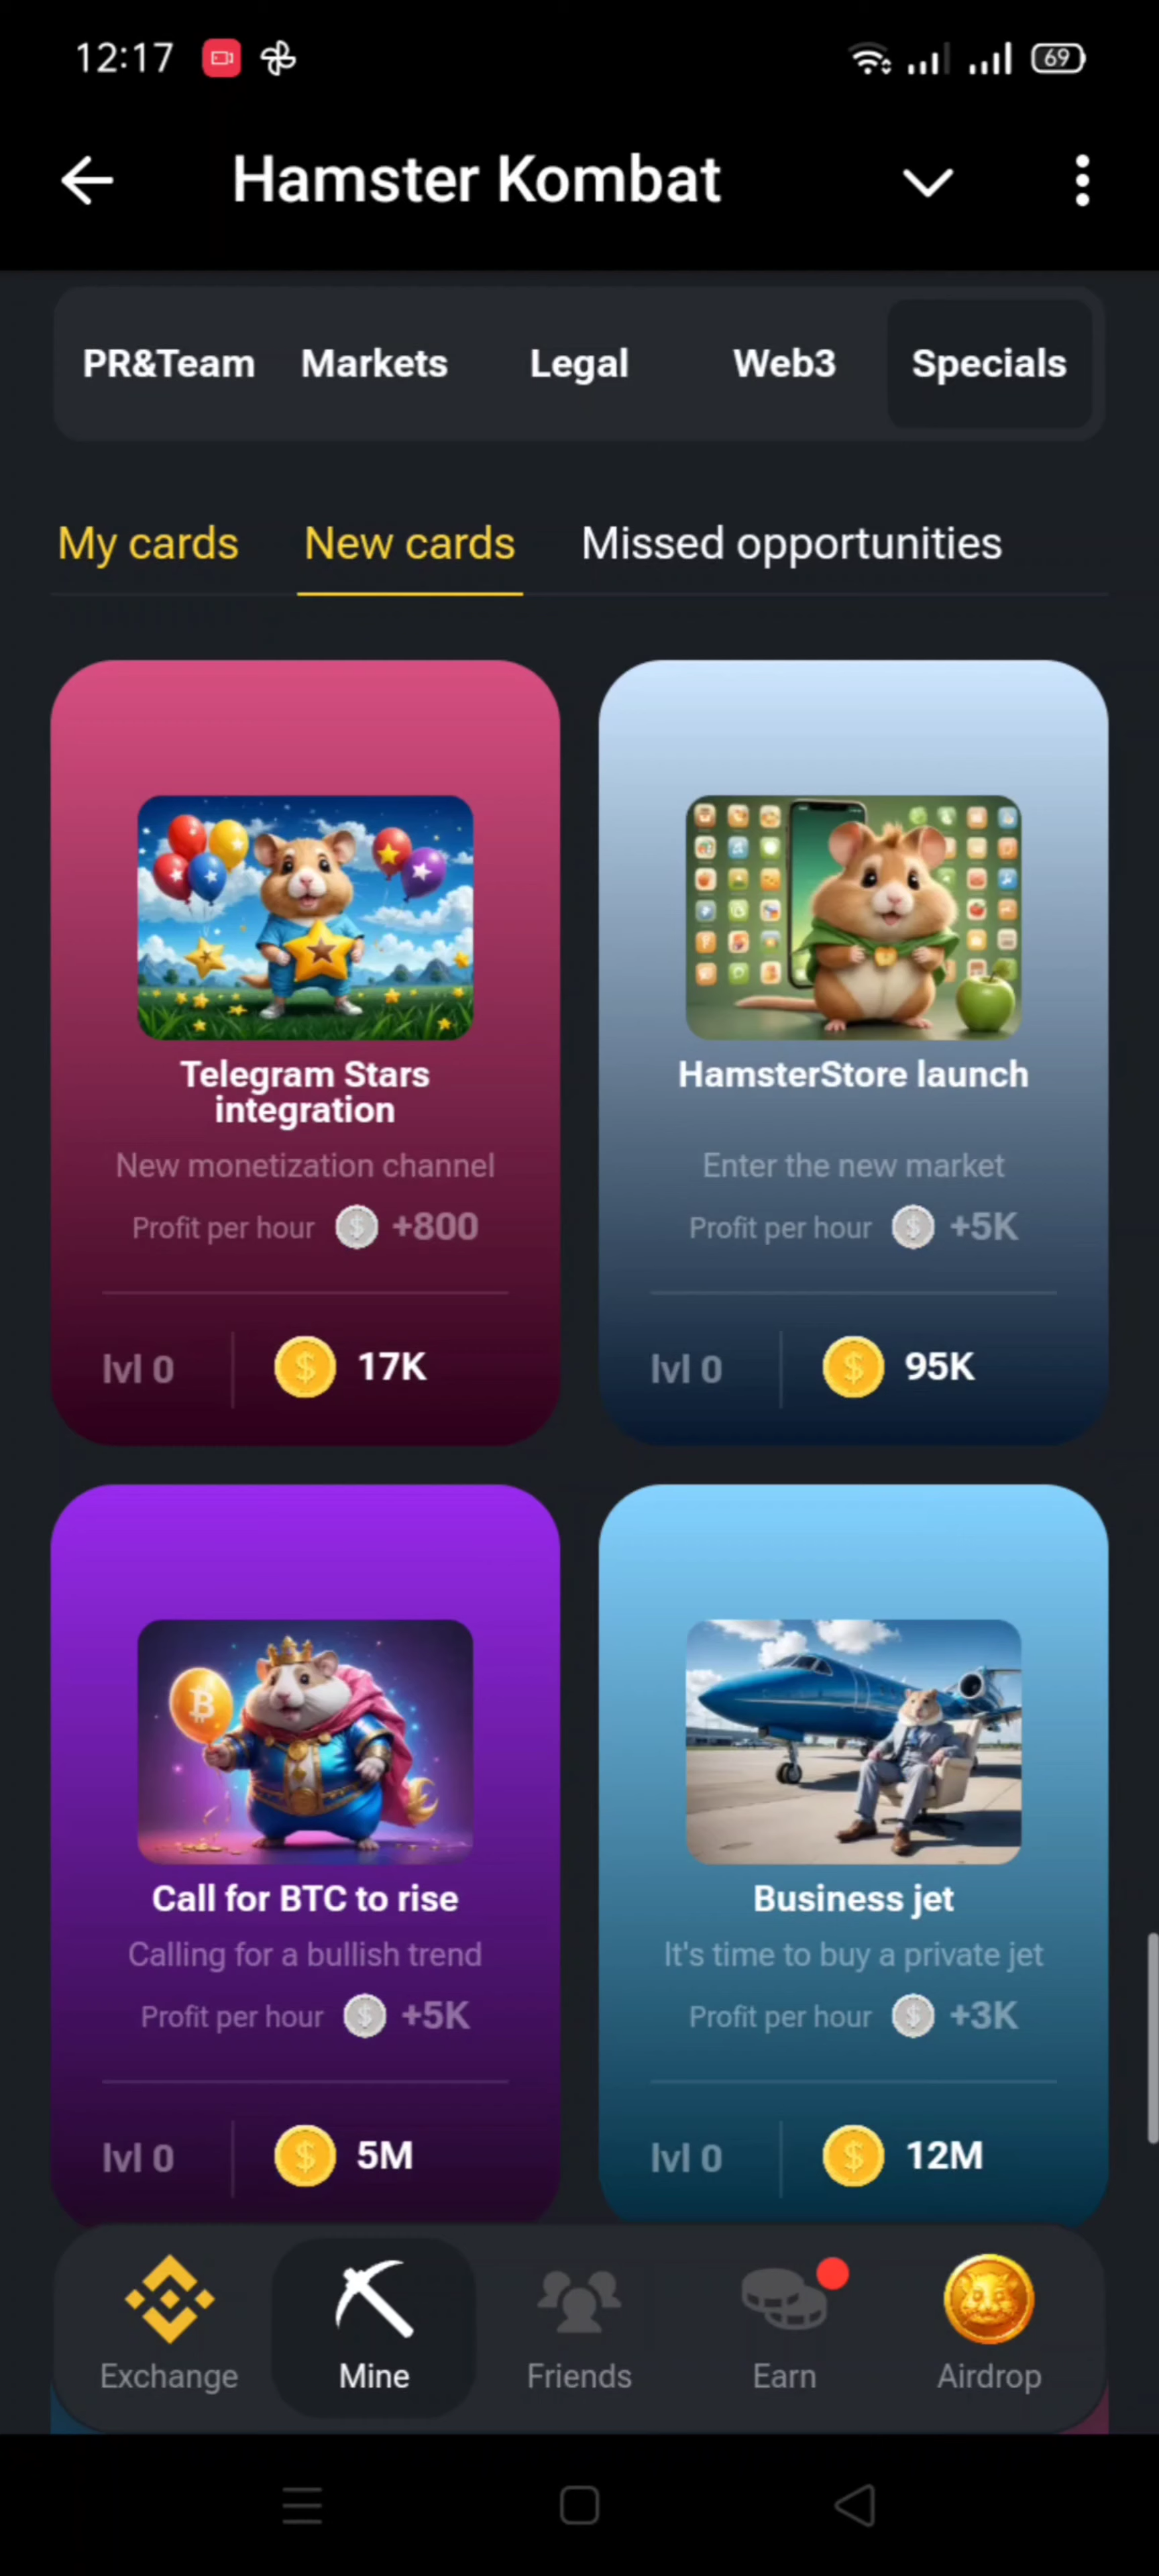 12:17
69
Hamster Kombat
PR&Team Markets Legal Web3 Specials
My cards New cards Missed opportunities
Telegram Stars
integration
New monetization channel
Profit per hour $ +800
lvl 0 $ 17K
HamsterStore launch
Enter the new market
Profit per hour $ +5K
lvl 0 $ 95K
B
Call for BTC to rise
Calling for a bullish trend
Profit per hour $ +5K
lvl 0 $ 5M
Business jet
It's time to buy a private jet
Profit per hour $ +3K
lvl 0 $ 12M
Exchange Mine Friends Earn Airdrop